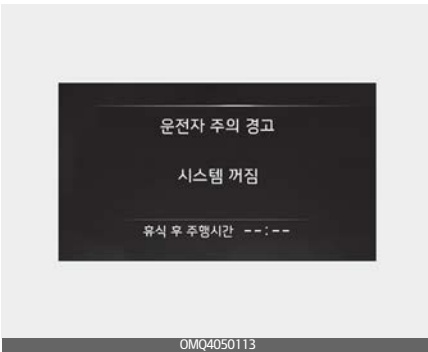 운전자 주의 경고
시스템 꺼짐
휴식 후 주행시간 --:--
OMQ4050113